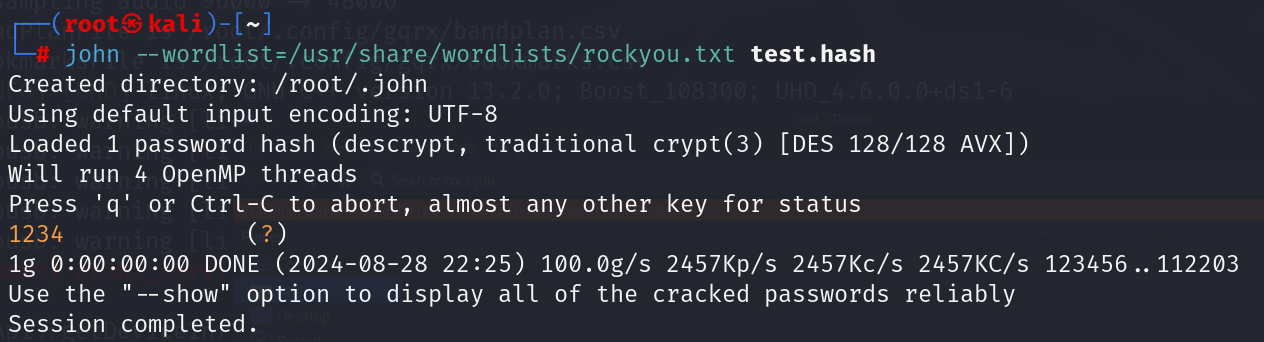 ┌──(root㉿kali)-[~]
└─# john --wordlist=/usr/share/wordlists/rockyou.txt test.hash
Created directory: /root/.john
Using default input encoding: UTF-8
Loaded 1 password hash (descrypt, traditional crypt(3) [DES 128/128 AVX])
Will run 4 OpenMP threads
Press 'q' or Ctrl-C to abort, almost any other key for status
1234             (?)
1g 0:00:00:00 DONE (2024-08-28 22:25) 100.0g/s 2457Kp/s 2457Kc/s 2457KC/s 123456..112203
Use the "--show" option to display all of the cracked passwords reliably
Session completed.
Search: rockyou
Desktop